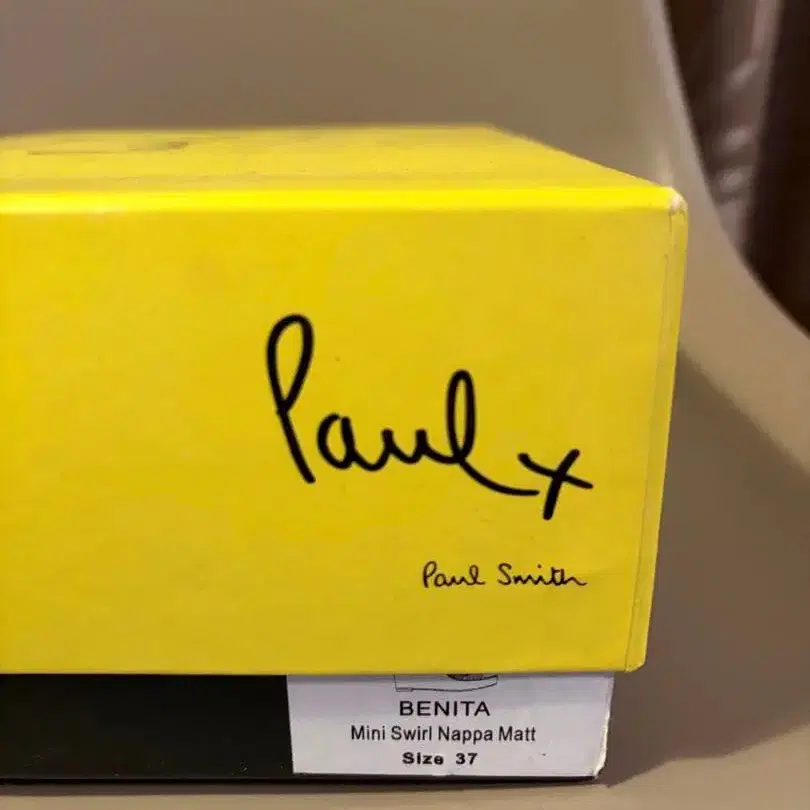 Paul x
Paul Smith
BENITA
Mini Swirl Nappa Matt
Size 37